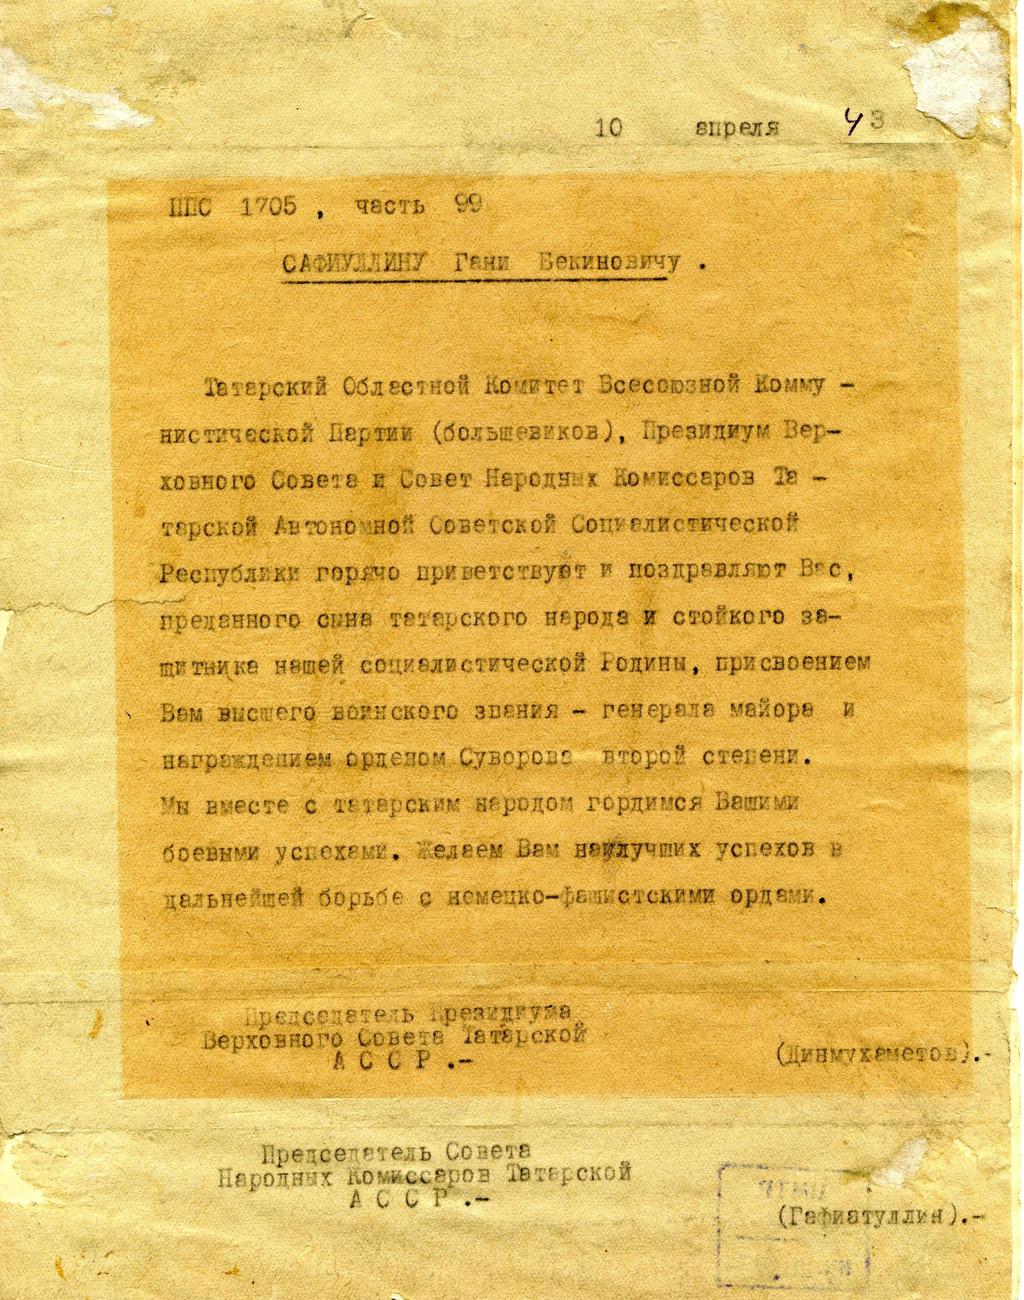 10 апреля 43
ППС 1705 , часть 99
САФИУЛЛИНУ Гани Бекиновичу .
Татарский Областной Комитет Всесоюзной Комму -
нистической Партии (большевиков), Президиум Вер-
ховного Совета и Совет Народных Комиссаров Та -
тарской Автономной Советской Социалистической
Республики горячо приветствуют и поздравляют Вас,
преданного сына татарского народа и стойкого за-
щитника нашей социалистической Родины, присвоением
Вам высшего воинского звания - генерала майора и
награждением орденом Суворова второй степени.
Мы вместе с татарским народом гордимся Вашими
боевыми успехами. Желаем Вам наилучших успехов в
дальнейшей борьбе с немецко-фашистскими ордами.
Председатель Президиума
Верховного Совета Татарской
А С С Р .-
(Динмухаметов).-
Председатель Совета
Народных Комиссаров Татарской
А С С Р .-
(Гафиатуллин).-